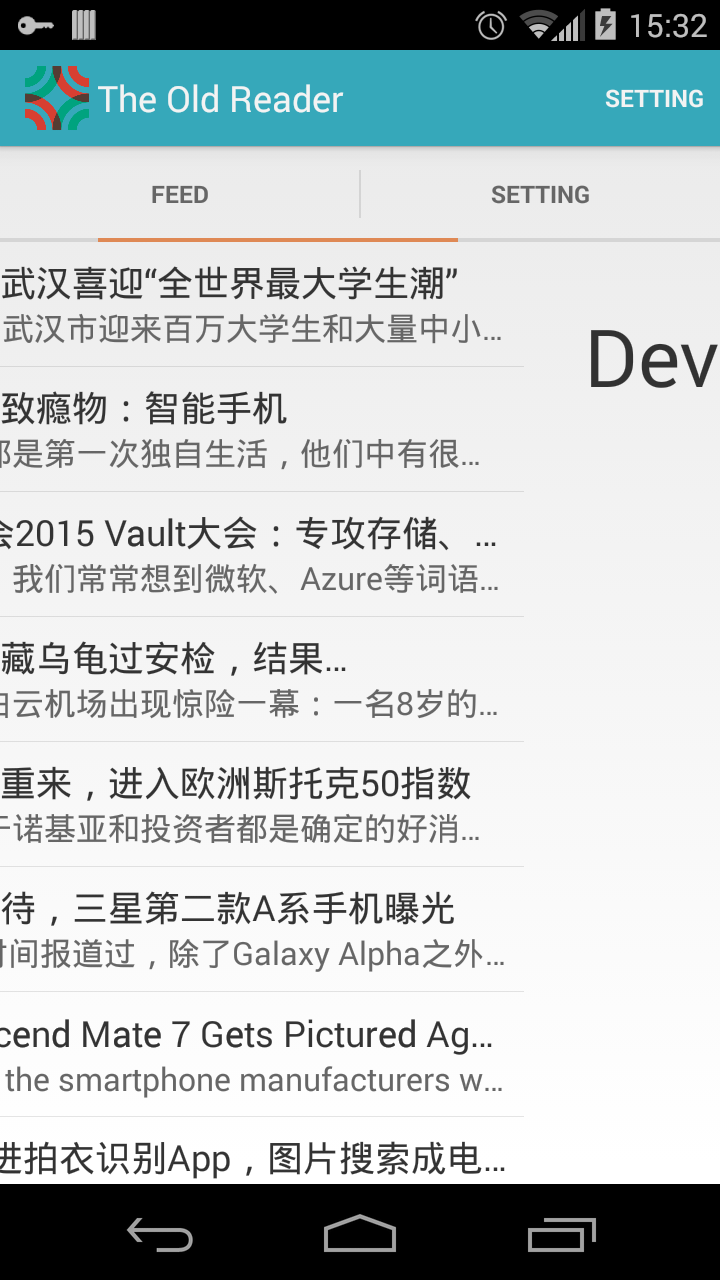 15:32
The Old Reader
SETTING
FEED
SETTING
武汉喜迎“全世界最大学生潮”
武汉市迎来百万大学生和大量中小…
Dev
致瘾物：智能手机
都是第一次独自生活，他们中有很…
会2015 Vault大会：专攻存储、…
我们常常想到微软、Azure等词语…
藏乌龟过安检，结果…
白云机场出现惊险一幕：一名8岁的…
重来，进入欧洲斯托克50指数
于诺基亚和投资者都是确定的好消…
待，三星第二款A系手机曝光
时间报道过，除了Galaxy Alpha之外…
cend Mate 7 Gets Pictured Ag…
the smartphone manufacturers w…
进拍衣识别App，图片搜索成电…